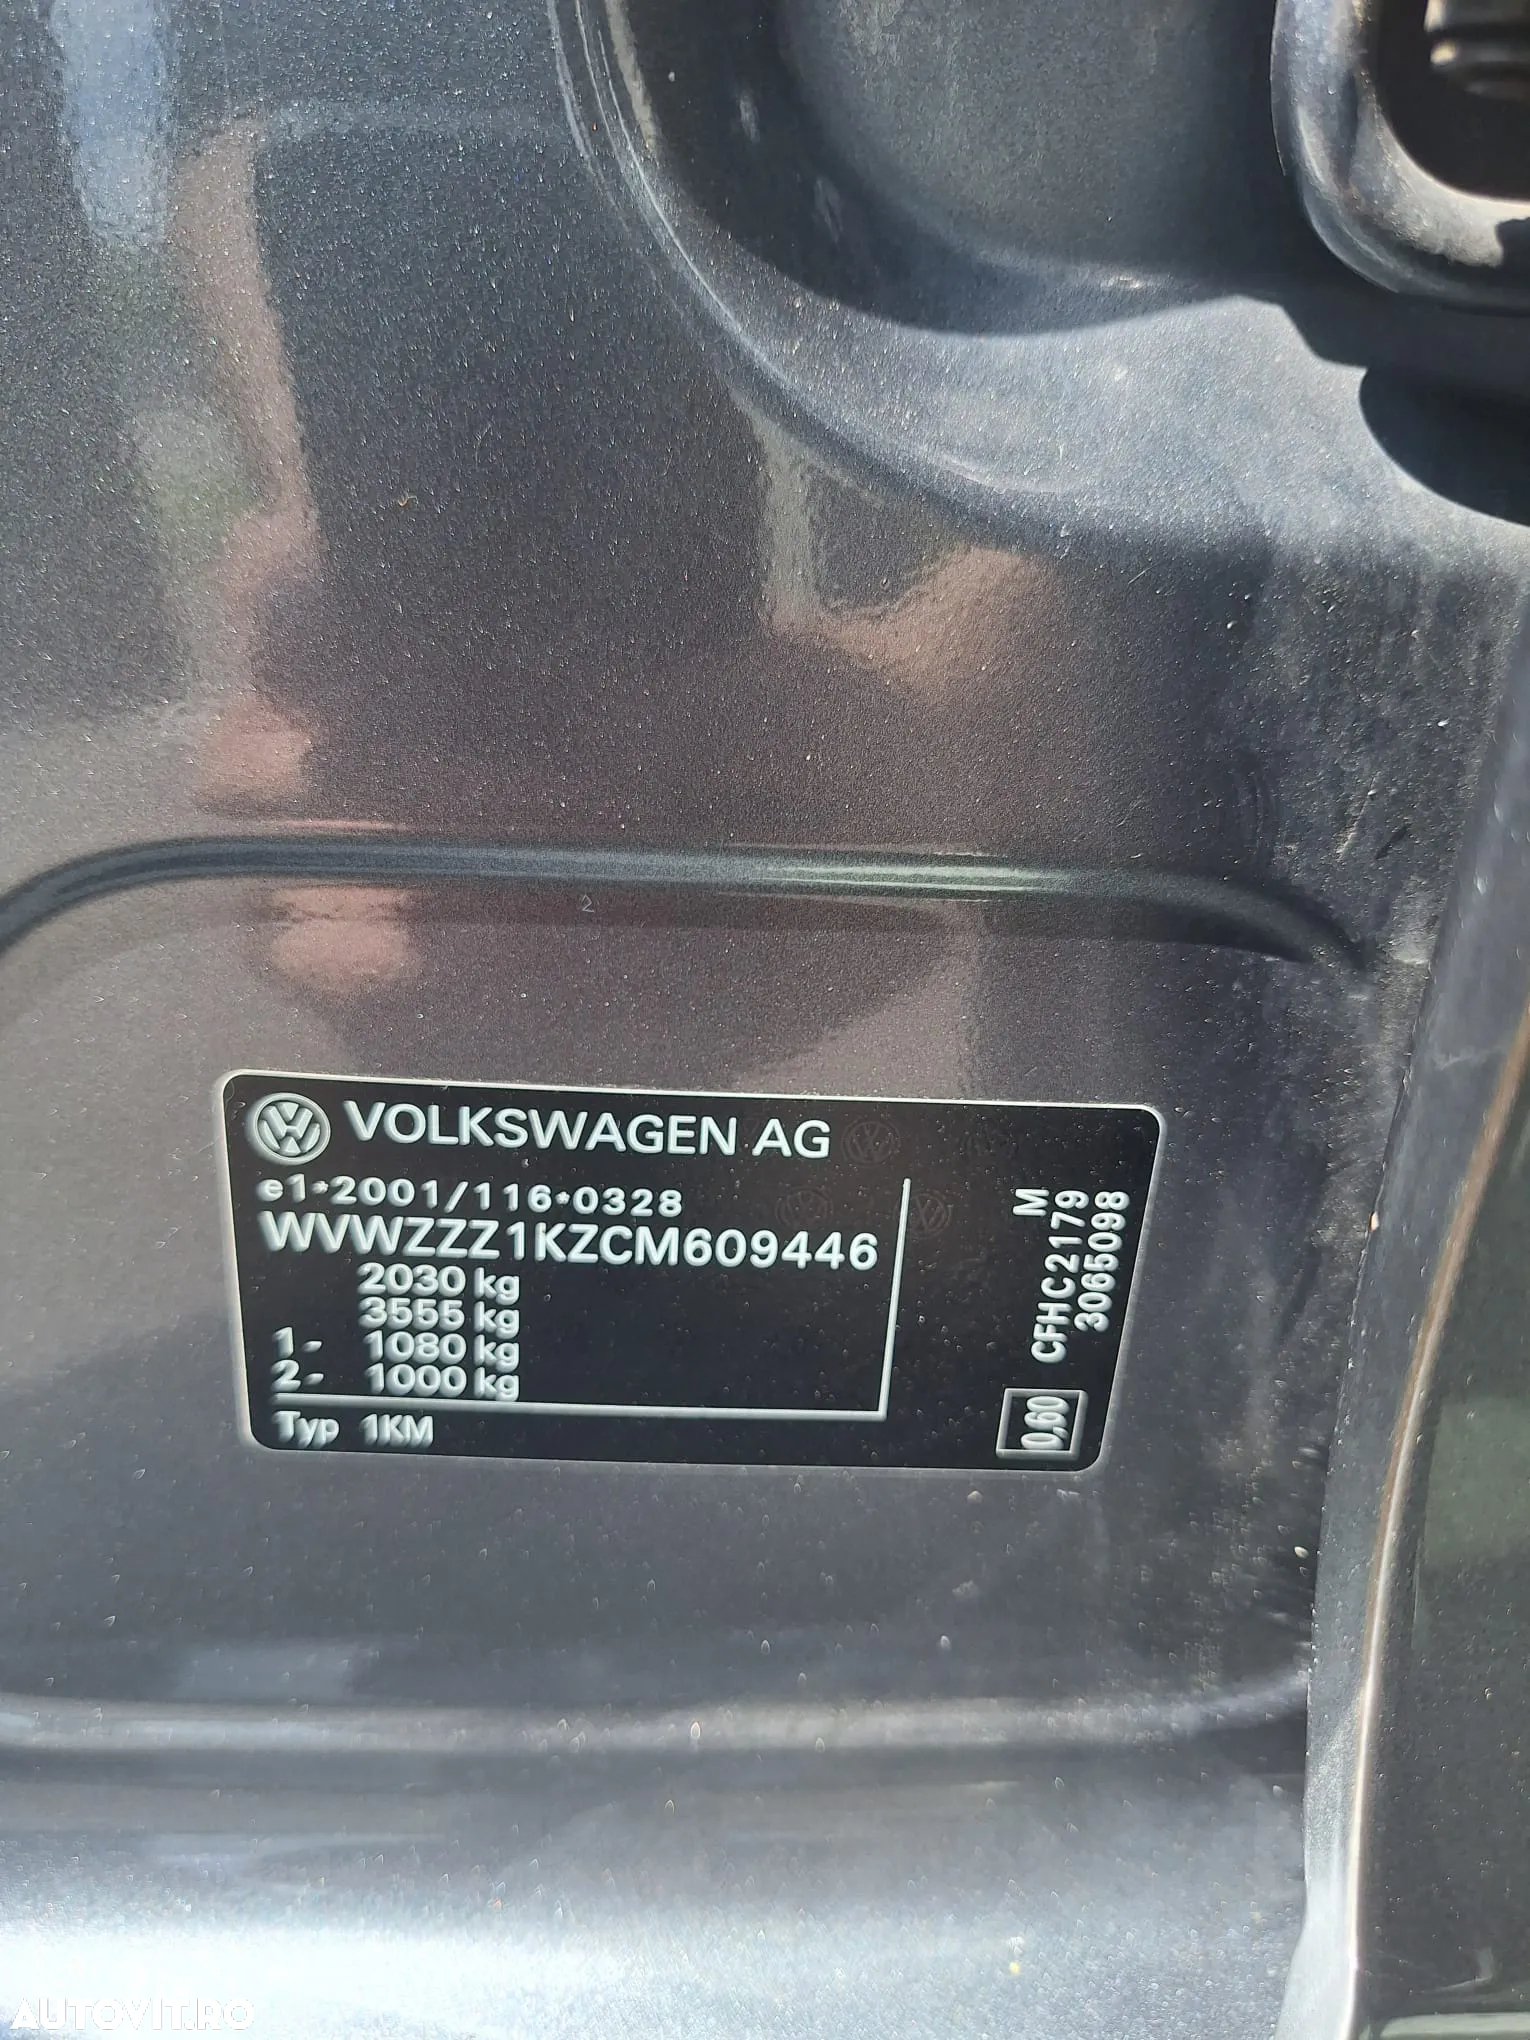 VOLKSWAGEN AG
e1*2001/116*0328
WVWZZZ1KZCM609446
2030 kg
3555 kg
1- 1080 kg
2- 1000 kg
Typ 1KM
M
CFHC2179
3065098
0,60
2
AUTOVIT.RO